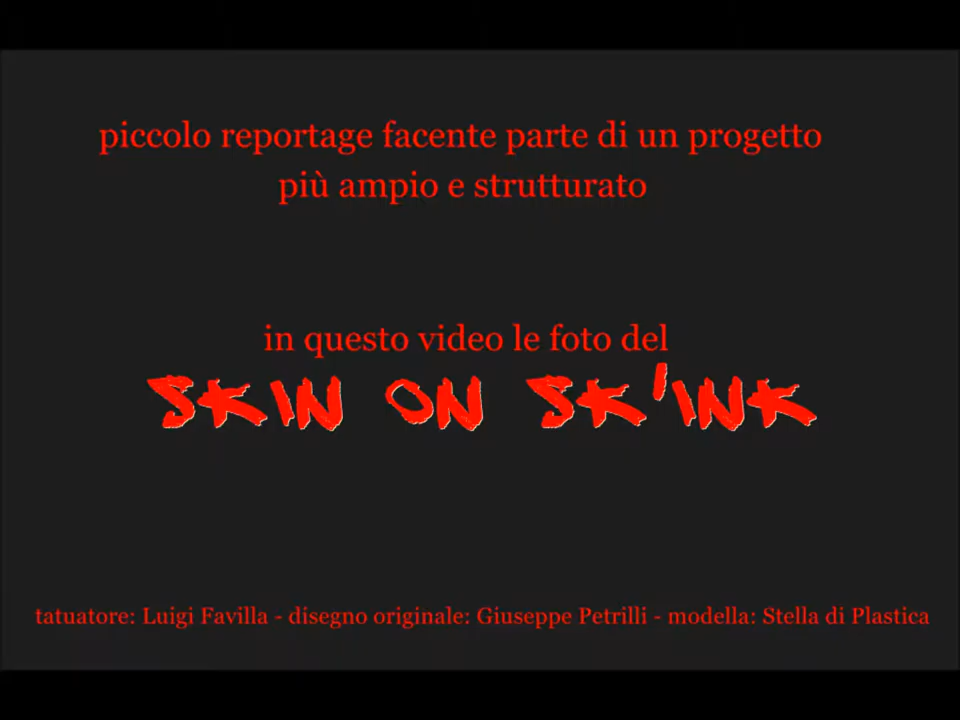 piccolo reportage facente parte di un progetto
più ampio e strutturato
in questo video le foto del
SKIN ON SK'INK
tatuatore: Luigi Favilla - disegno originale: Giuseppe Petrilli - modella: Stella di Plastica